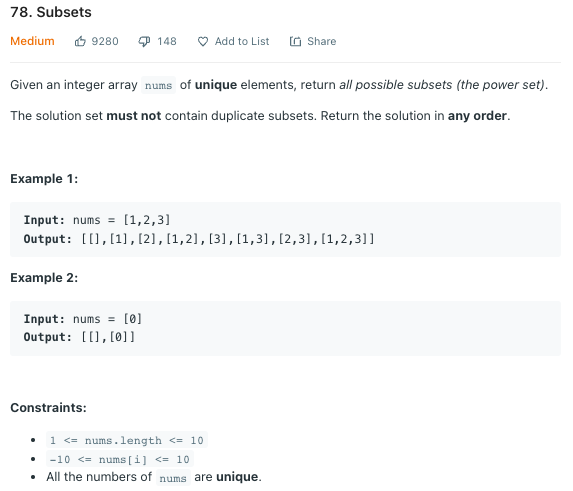 78. Subsets
Medium 9280 148 Add to List Share
Given an integer array nums of unique elements, return all possible subsets (the power set).
The solution set must not contain duplicate subsets. Return the solution in any order.
Example 1:
Input: nums = [1,2,3]
Output: [[],[1],[2],[1,2],[3],[1,3],[2,3],[1,2,3]]
Example 2:
Input: nums = [0]
Output: [[],[0]]
Constraints:
• 1 <= nums.length <= 10
• -10 <= nums[i] <= 10
• All the numbers of nums are unique.